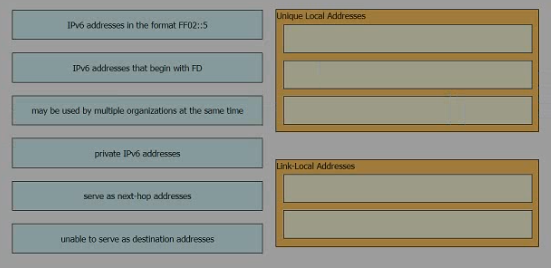 IPv6 addresses in the format FF02::5
IPv6 addresses that begin with FD
may be used by multiple organizations at the same time
private IPv6 addresses
serve as next-hop addresses
unable to serve as destination addresses
Unique Local Addresses
Link-Local Addresses